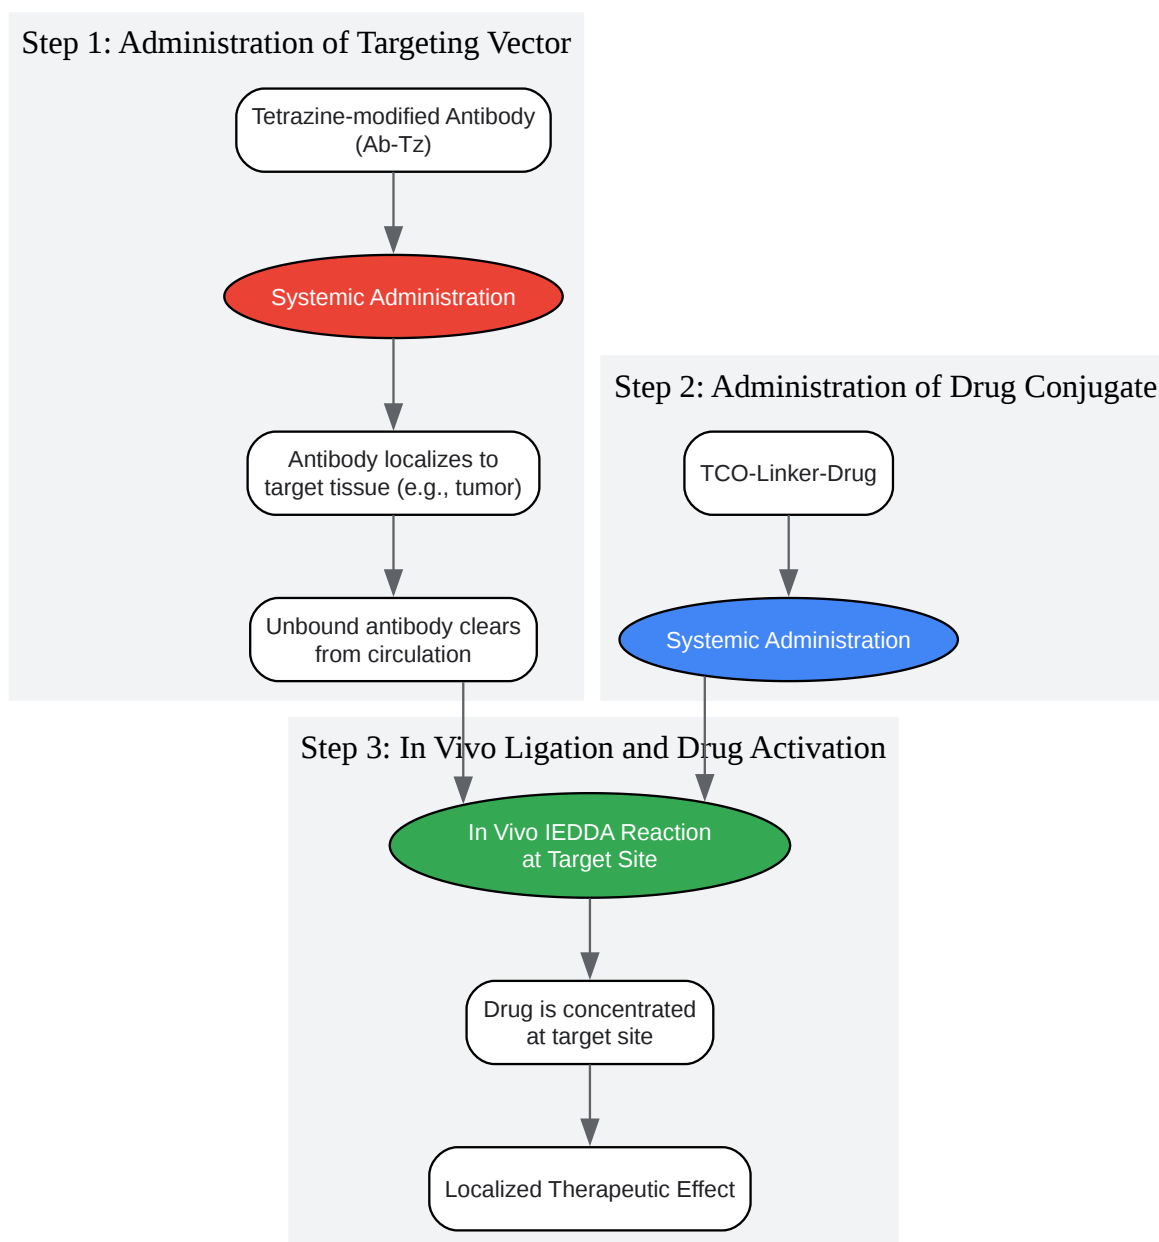 Step 1: Administration of Targeting Vector
Tetrazine-modified Antibody
(Ab-Tz)
Systemic Administration
Antibody localizes to
target tissue (e.g., tumor)
Unbound antibody clears
from circulation
Step 2: Administration of Drug Conjugate
TCO-Linker-Drug
Systemic Administration
Step 3: In Vivo Ligation and Drug Activation
In Vivo IEDDA Reaction
at Target Site
Drug is concentrated
at target site
Localized Therapeutic Effect